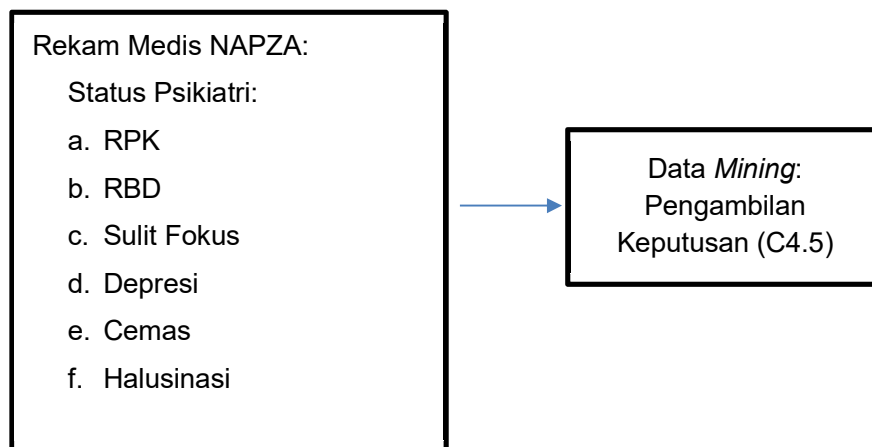 Rekam Medis NAPZA:
Status Psikiatri:
a. RPK
b. RBD
c. Sulit Fokus
d. Depresi
e. Cemas
f. Halusinasi
Data Mining:
Pengambilan
Keputusan (C4.5)